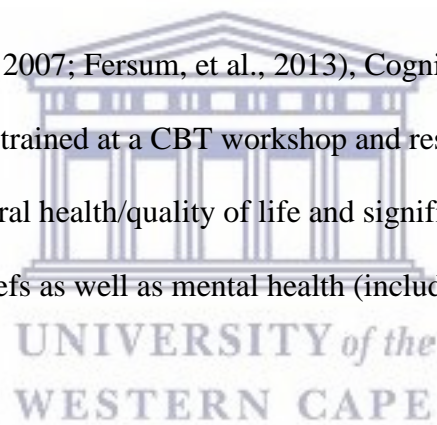 2007; Fersum, et al., 2013), Cogni
trained at a CBT workshop and res
ral health/quality of life and signifi
efs as well as mental health (includ
UNIVERSITY of the
WESTERN CAPE